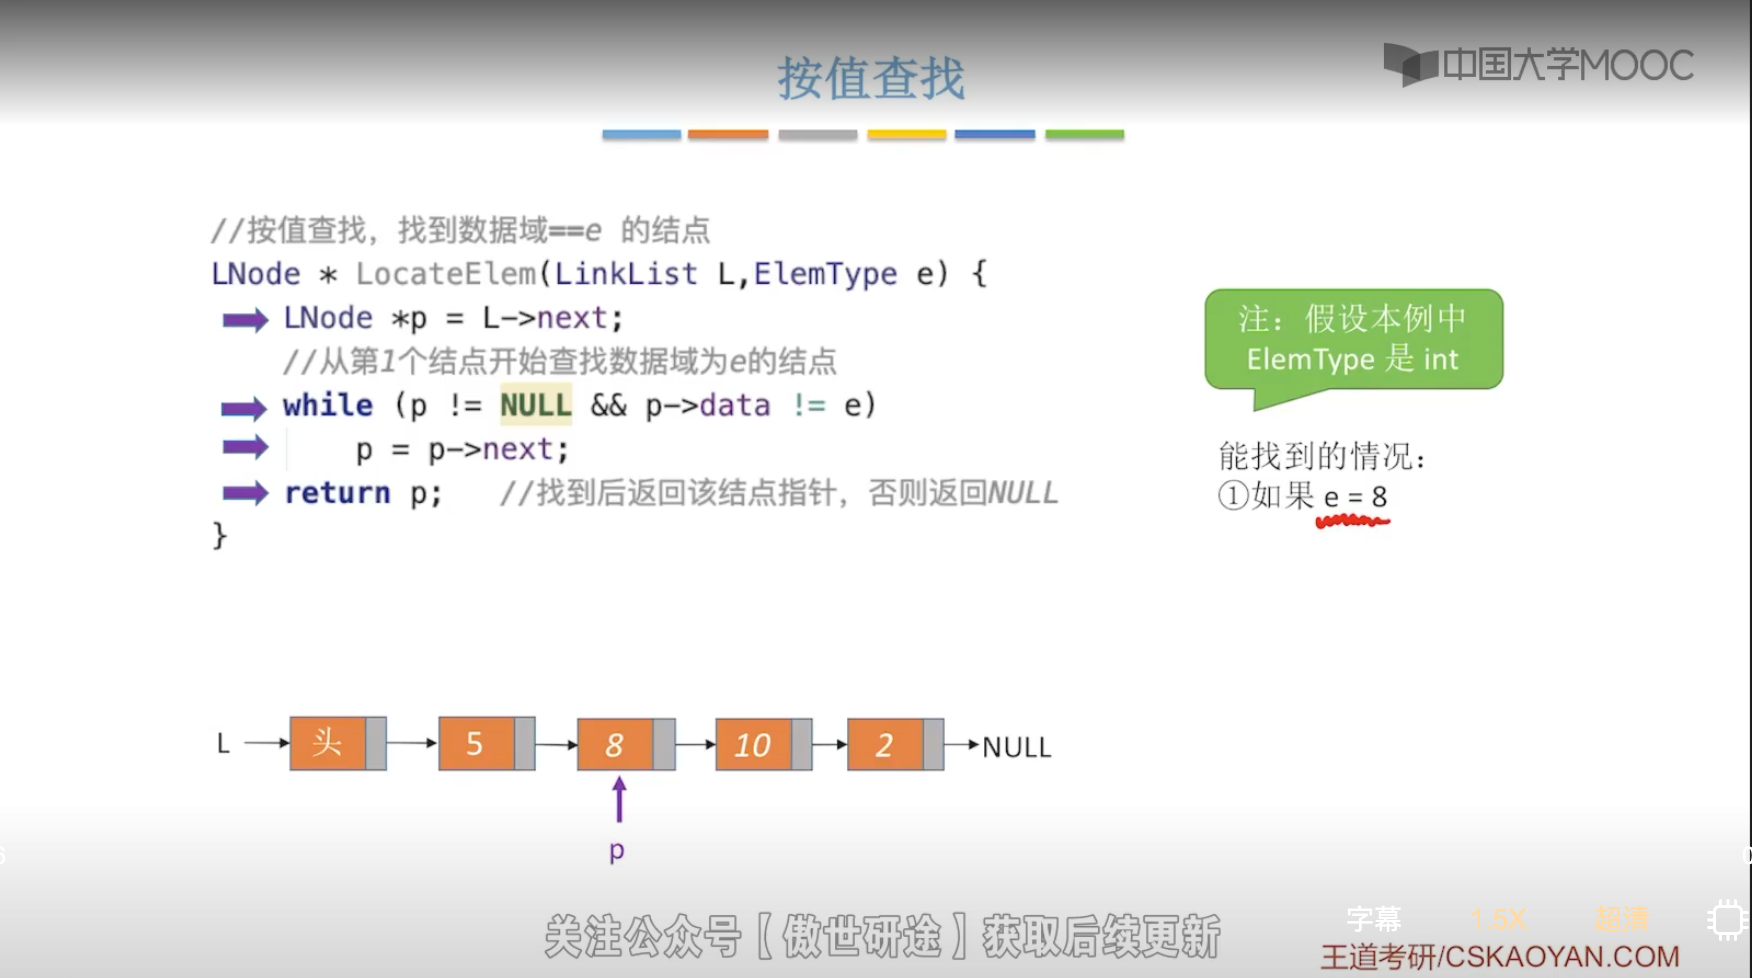 中国大学MOOC
按值查找
//按值查找，找到数据域==e 的结点
LNode * LocateElem(LinkList L,ElemType e) {
LNode *p = L->next;
//从第1个结点开始查找数据域为e的结点
while (p != NULL && p->data != e)
p = p->next;
return p;   //找到后返回该结点指针，否则返回NULL
}
注：假设本例中
ElemType 是 int
能找到的情况：
①如果 e = 8
L 头 5 8 10 2 NULL
p
关注公众号【傲世研途】获取后续更新
字幕 1.5X 超清
王道考研/CSKAOYAN.COM